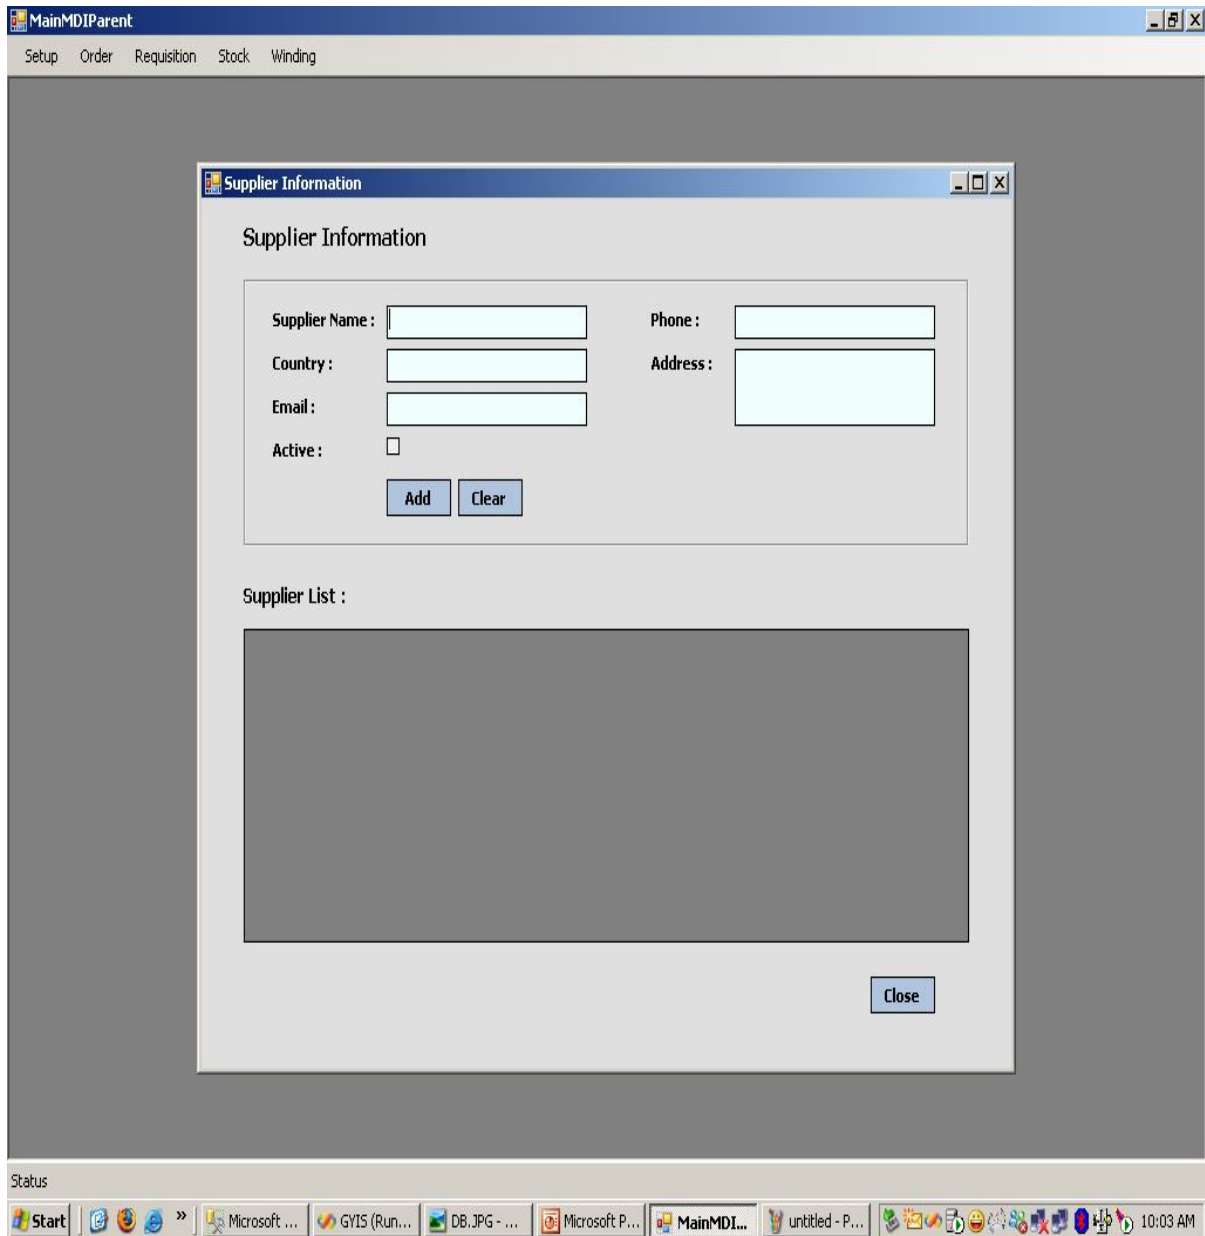 MainMDIParent
Setup Order Requisition Stock Winding
Supplier Information
Supplier Information
Supplier Name : Phone :
Country : Address :
Email :
Active :
Add Clear
Supplier List :
Close
Status
Start » Microsoft ... GYIS (Run... DB.JPG - ... Microsoft P... MainMDI... untitled - P... 10:03 AM